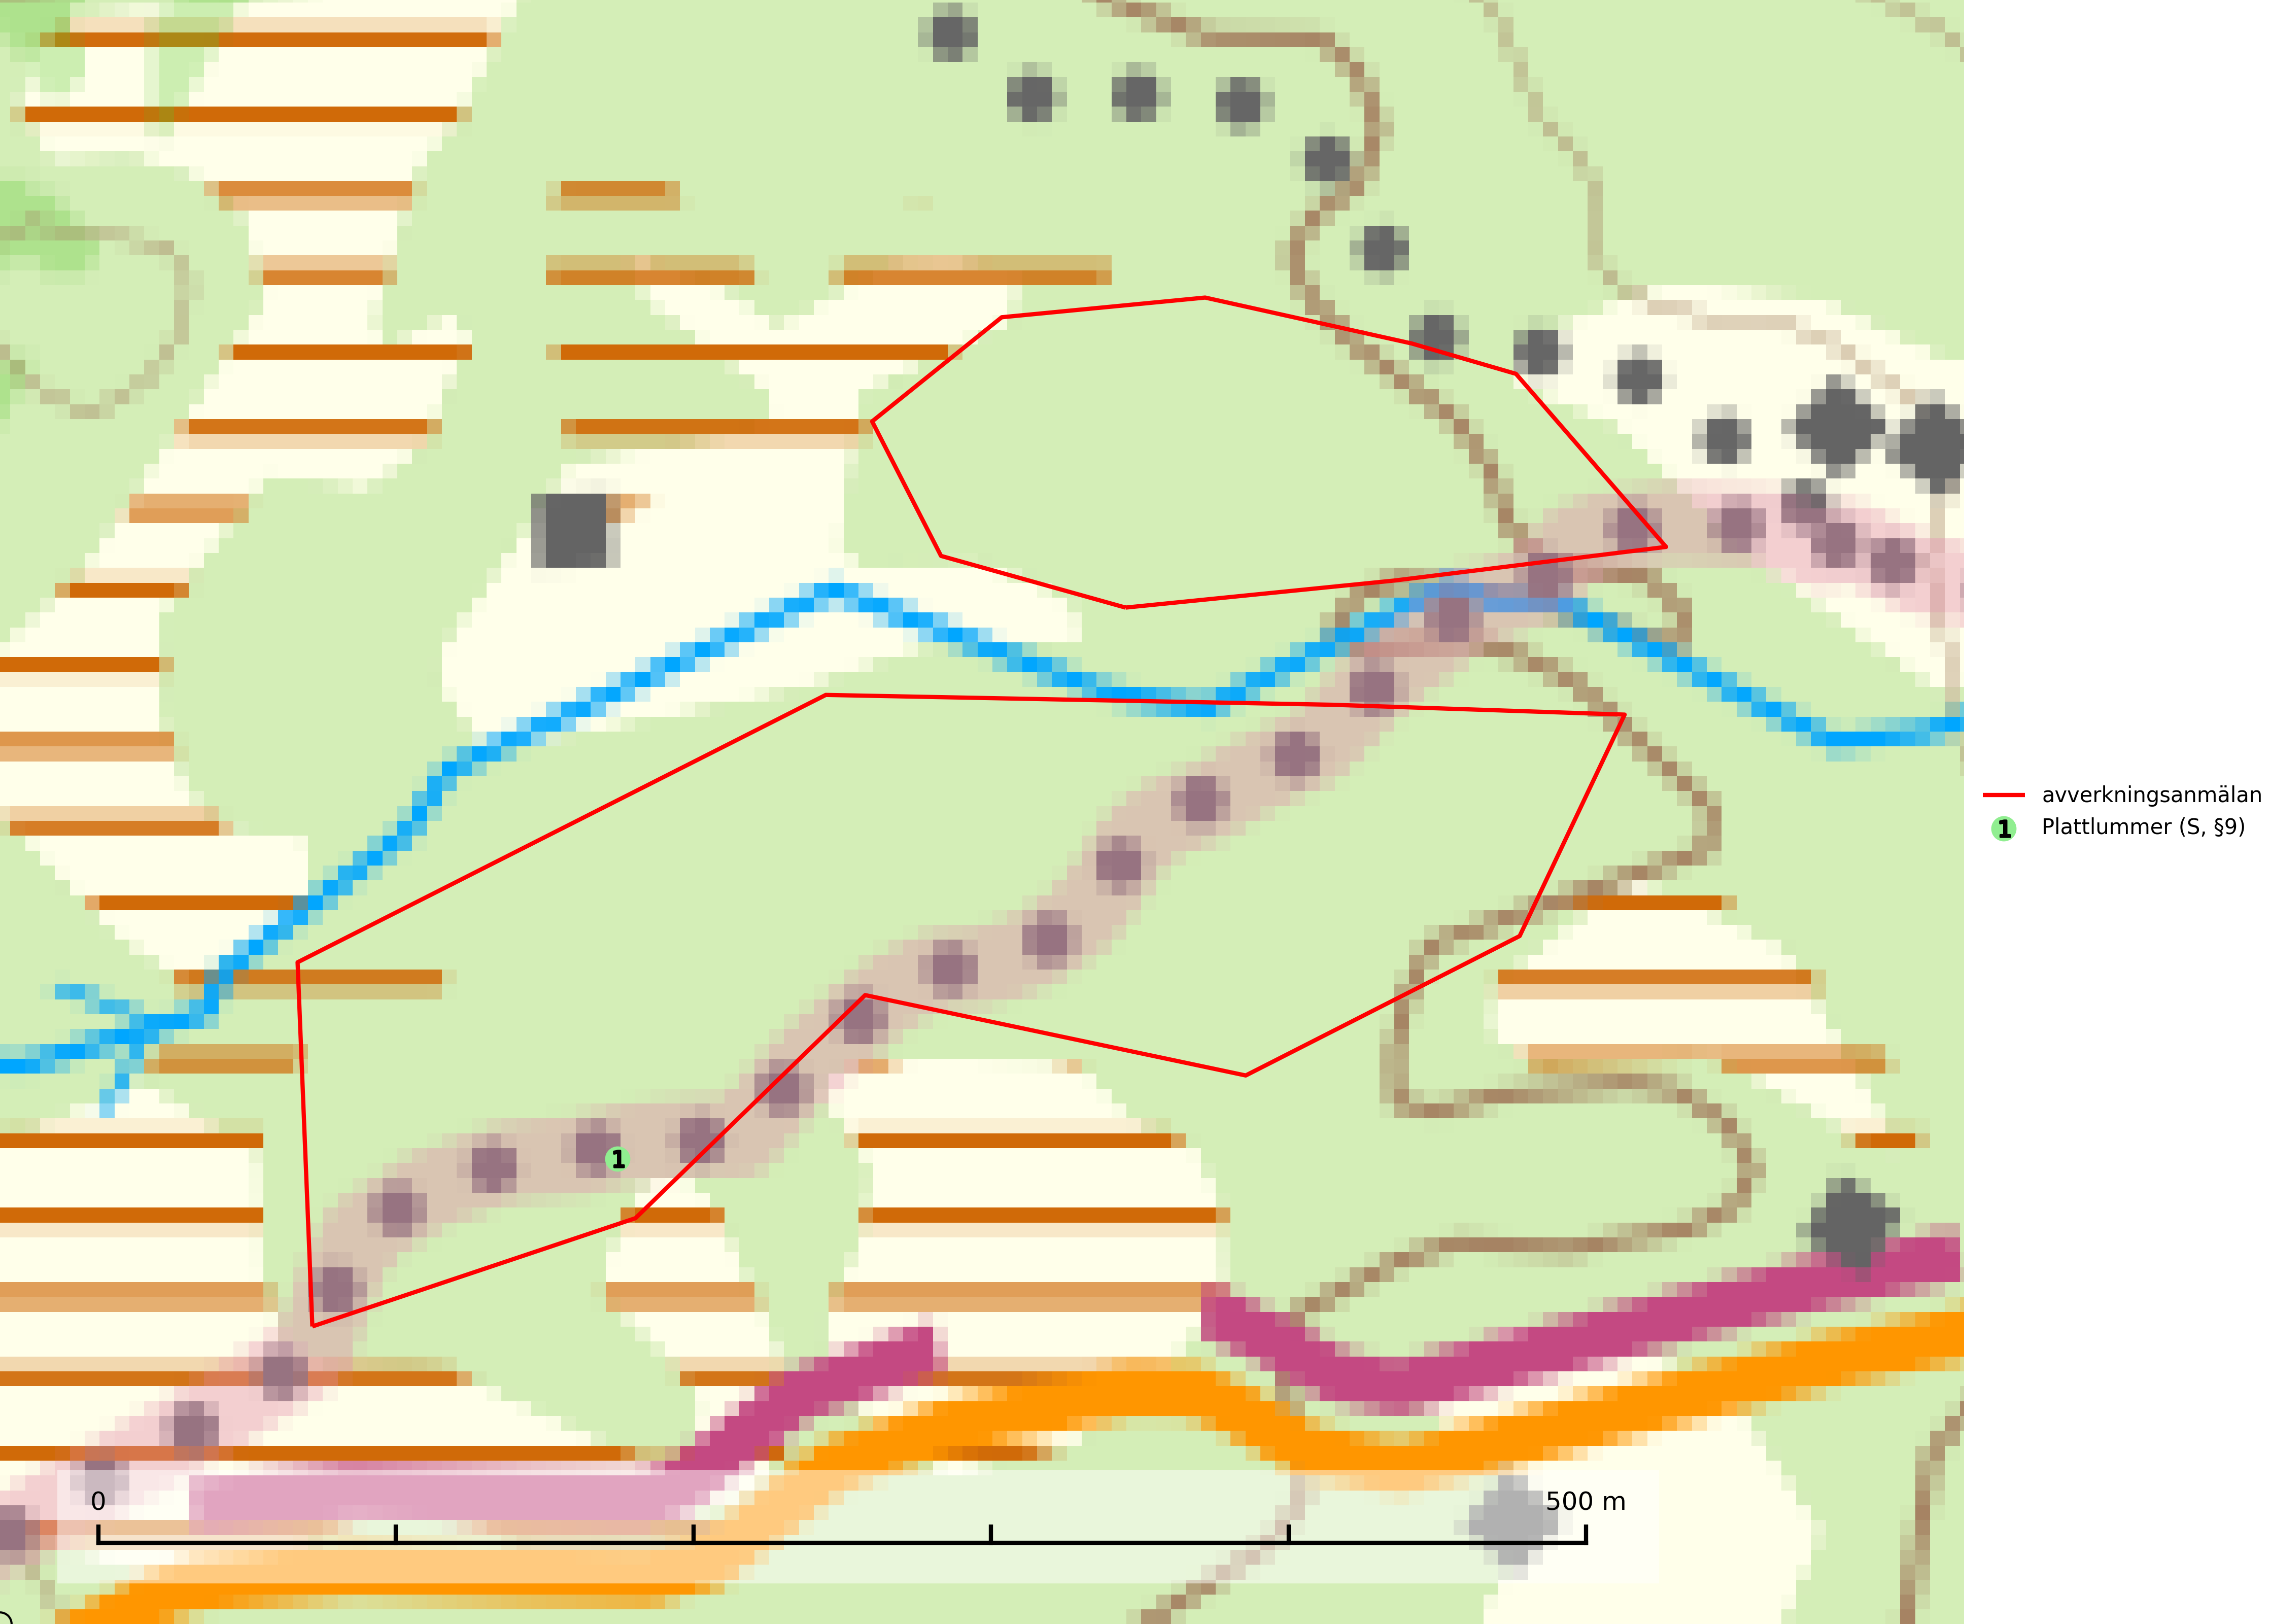 avverkningsanmälan
1 Plattlummer (S, §9)
1
0 500 m